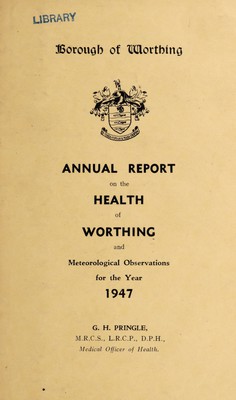 LIBRARY
Borough of Worthing
ANNUAL REPORT
on the
HEALTH
of
WORTHING
and
Meteorological Observations
for the Year
1947
G. H. PRINGLE,
M.R.C.S., L.R.C.P., D.P.H.,
Medical Officer of Health.